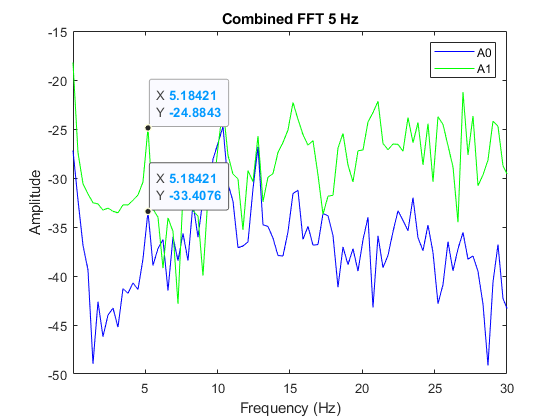 Combined FFT 5 Hz
-15
-20
-25
-30
-35
-40
-45
-50
Amplitude
A0
A1
X 5.18421
Y -24.8843
X 5.18421
Y -33.4076
5
10
15
20
25
30
Frequency (Hz)